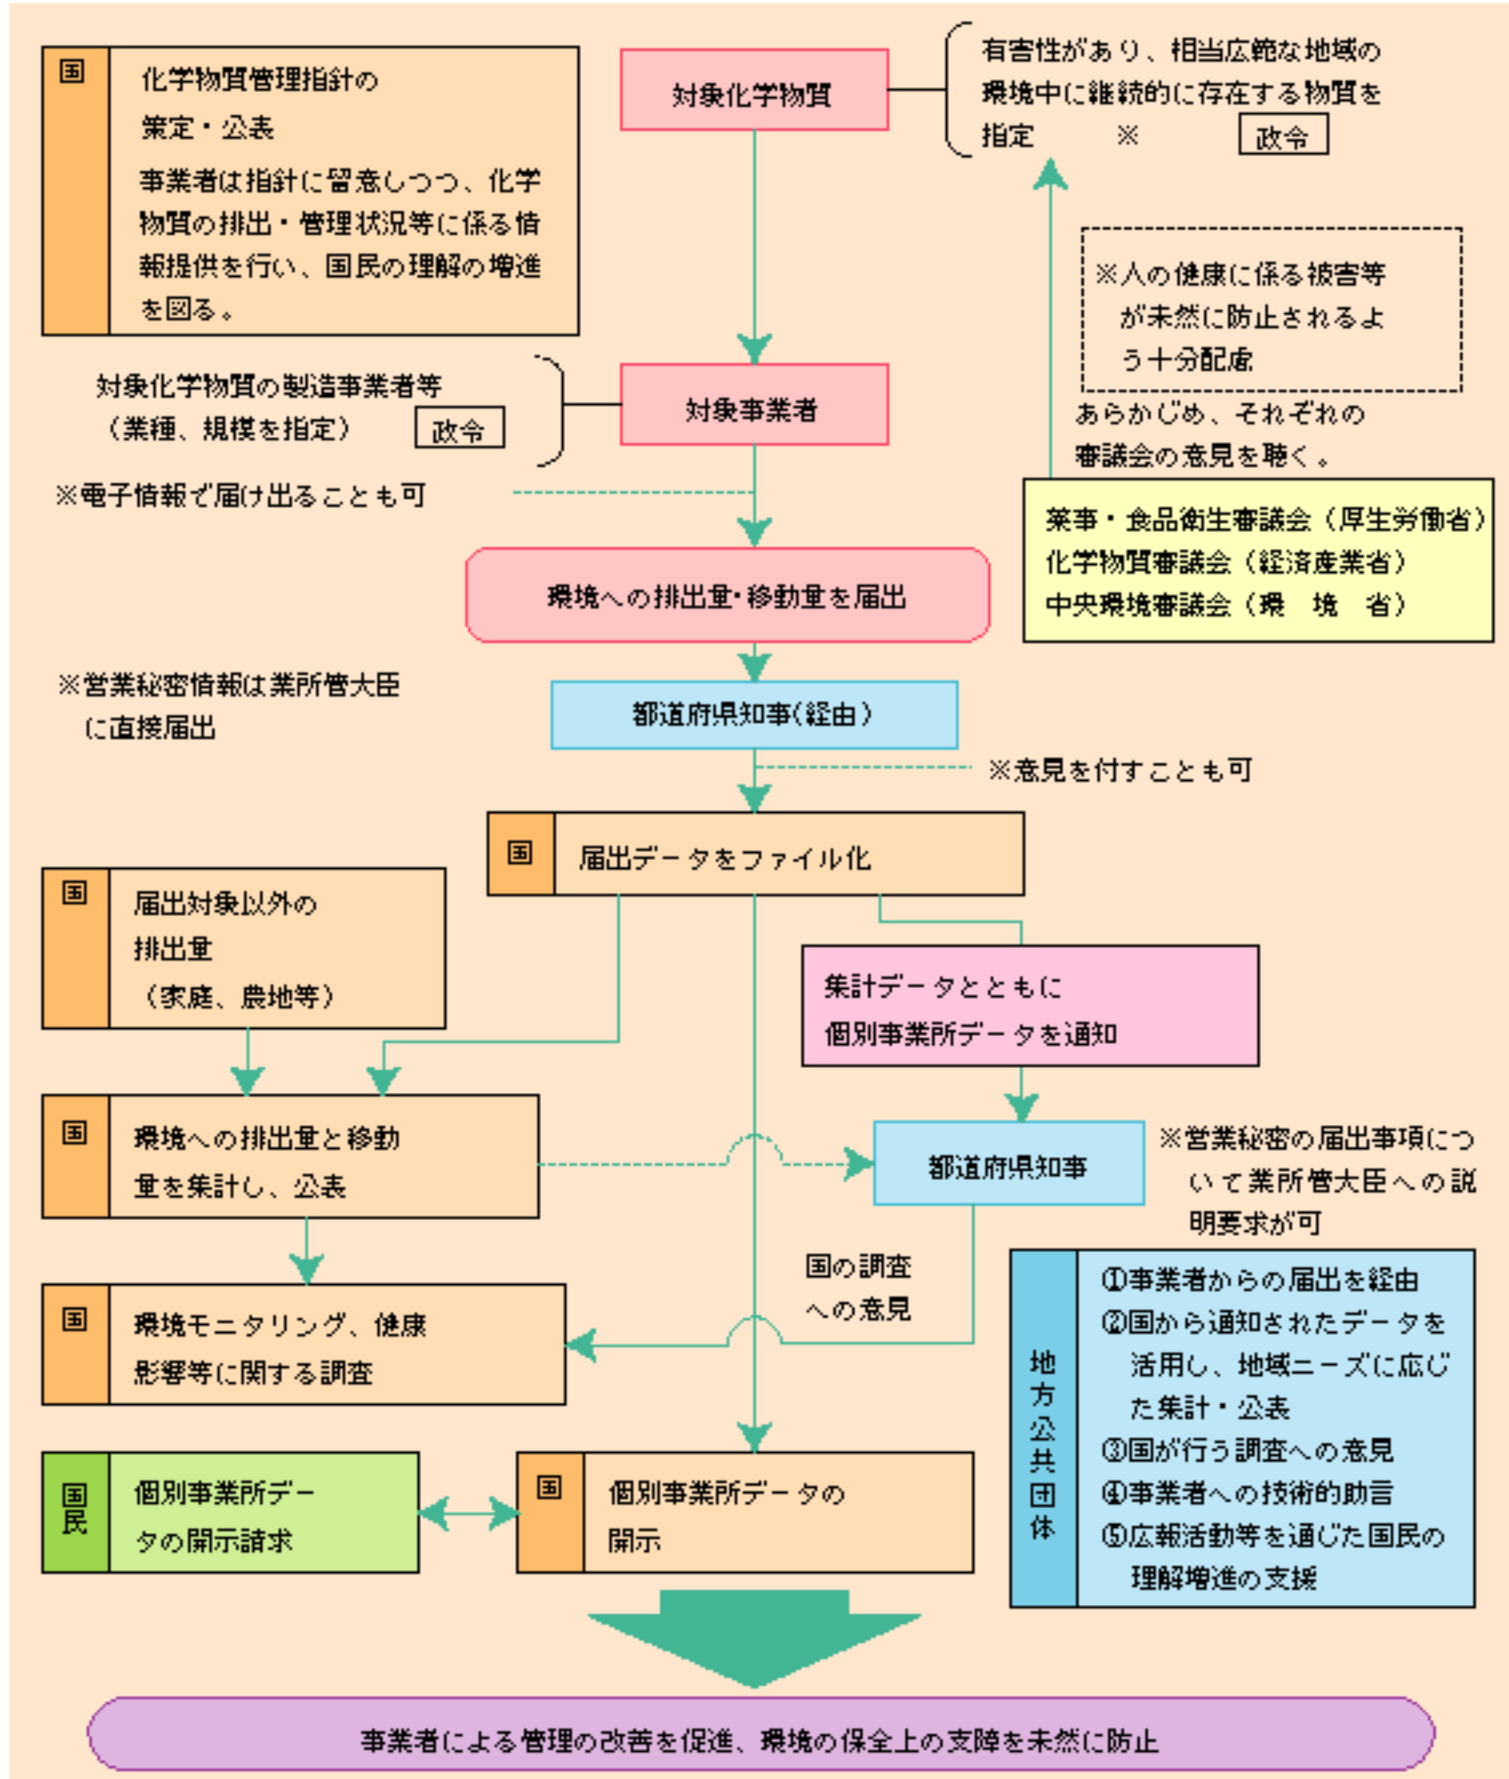 国
化学物質管理指針の
策定・公表
事業者は指針に留意しつつ、化学
物質の排出・管理状況等に係る情
報提供を行い、国民の理解の増進
を図る。
対象化学物質
有害性があり、相当広範な地域の
環境中に継続的に存在する物質を
指定 ※ 政令
※人の健康に係る被害等
が未然に防止されるよ
う十分配慮
あらかじめ、それぞれの
審議会の意見を聴く。
薬事・食品衛生審議会（厚生労働省）
化学物質審議会（経済産業省）
中央環境審議会（環 境 省）
対象化学物質の製造事業者等
（業種、規模を指定） 政令
対象事業者
※電子情報で届け出ることも可
環境への排出量・移動量を届出
※営業秘密情報は業所管大臣
に直接届出
都道府県知事（経由）
※意見を付すことも可
国
届出データをファイル化
国
届出対象以外の
排出量
（家庭、農地等）
集計データとともに
個別事業所データを通知
国
環境への排出量と移動
量を集計し、公表
都道府県知事
※営業秘密の届出事項につ
いて業所管大臣への説
明要求が可
国の調査
への意見
国
環境モニタリング、健康
影響等に関する調査
地方公共団体
①事業者からの届出を経由
②国から通知されたデータを
活用し、地域ニーズに応じ
た集計・公表
③国が行う調査への意見
④事業者への技術的助言
⑤広報活動等を通じた国民の
理解増進の支援
国民
個別事業所デー
タの開示請求
国
個別事業所データの
開示
事業者による管理の改善を促進、環境の保全上の支障を未然に防止